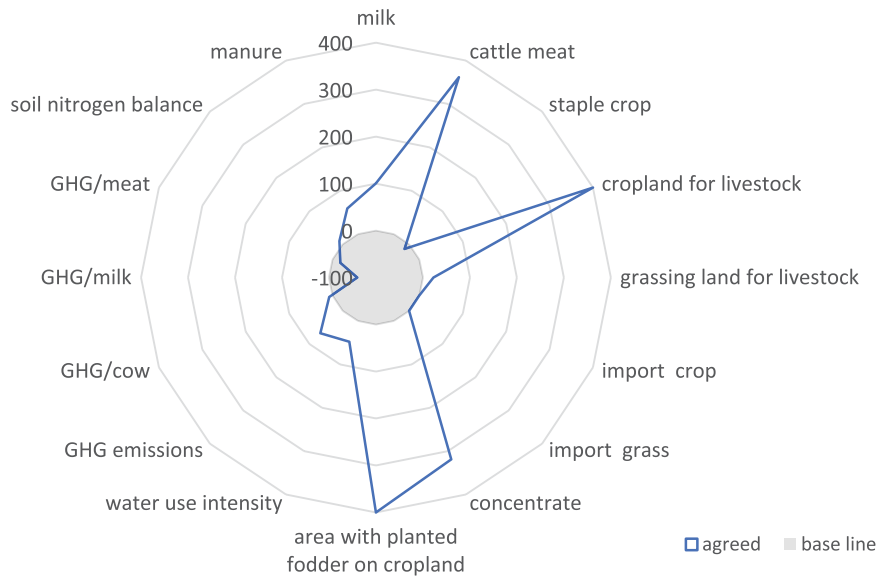 milk
400
manure
cattle meat
300
soil nitrogen balance
staple crop
200
GHG/meat
100
cropland for livestock
0
GHG/milk
-100
grassing land for livestock
GHG/cow
import crop
GHG emissions
import grass
water use intensity
concentrate
area with planted
fodder on cropland
agreed
base line